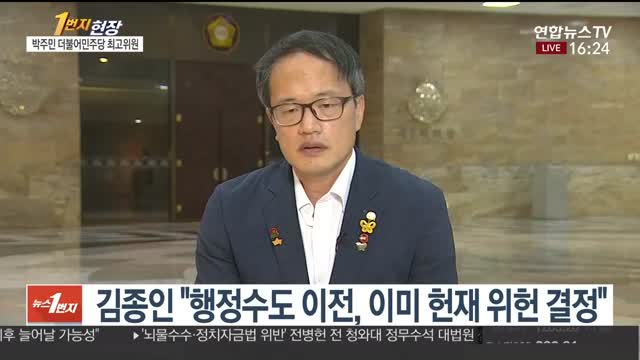 1번지 현장
박주민 더불어민주당 최고위원
연합뉴스TV
LIVE 16:24
뉴스1번지
김종인 "행정수도 이전, 이미 헌재 위헌 결정"
후 늘어날 가능성"
▶ '뇌물수수·정치자금법 위반' 전병헌 전 청와대 정무수석 대법원